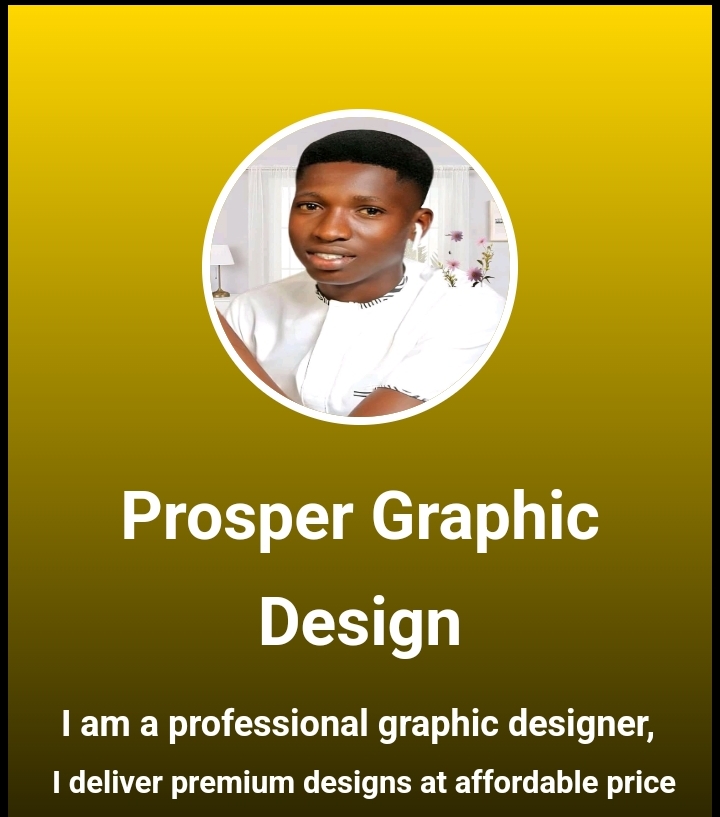 Prosper Graphic
Design
I am a professional graphic designer,
I deliver premium designs at affordable price